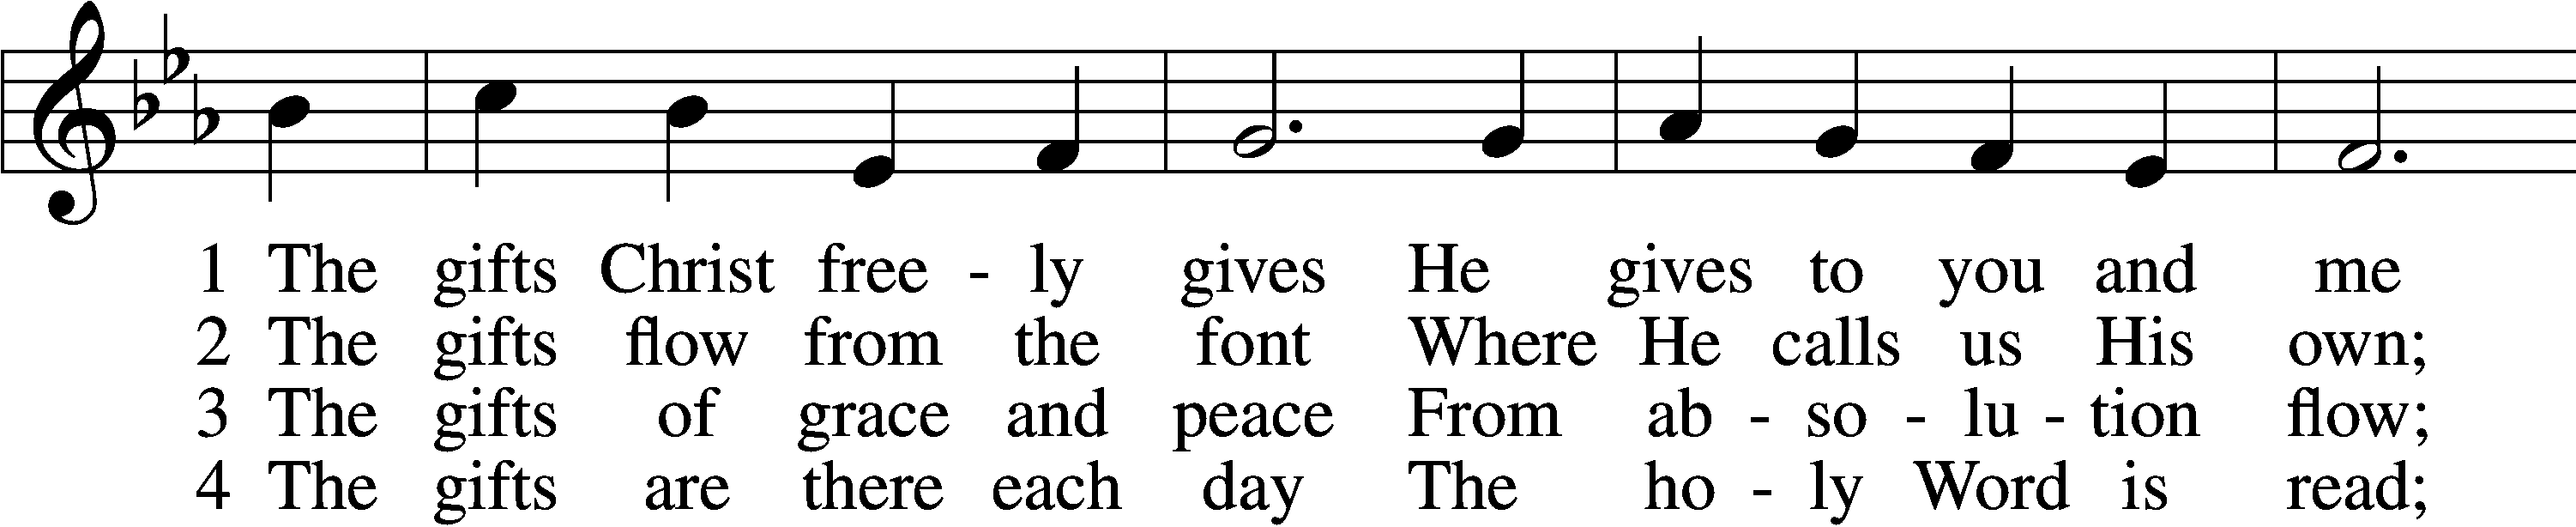 1 The gifts Christ free - ly gives He gives to you and me
2 The gifts flow from the font Where He calls us His own;
3 The gifts of grace and peace From ab - so - lu - tion flow;
4 The gifts are there each day The ho - ly Word is read;